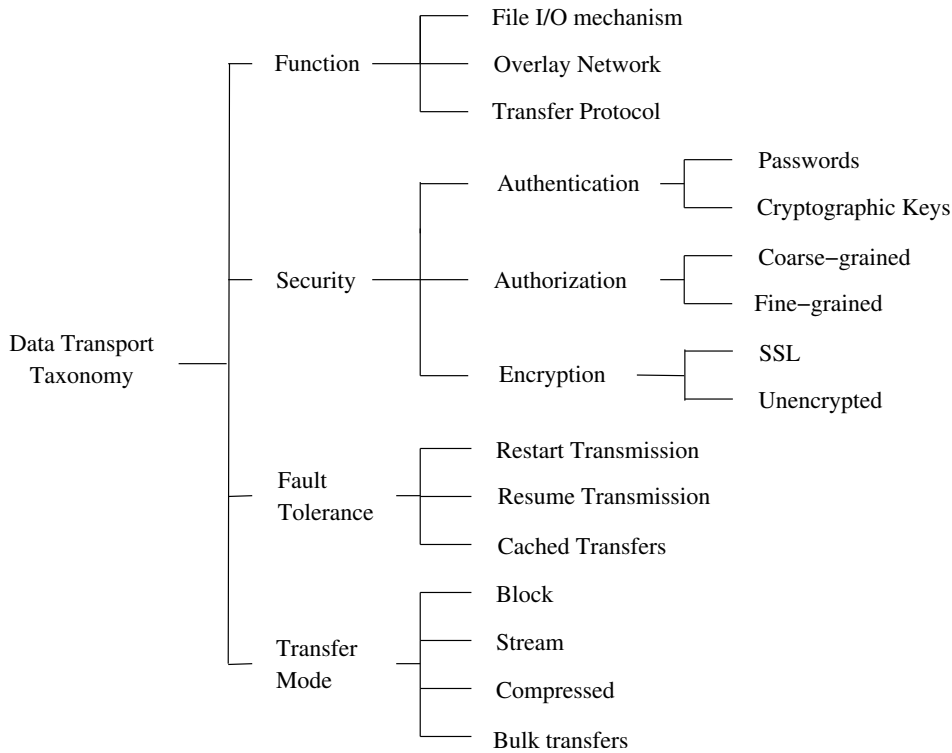 Data Transport
Taxonomy
Function
File I/O mechanism
Overlay Network
Transfer Protocol
Security
Authentication
Passwords
Cryptographic Keys
Authorization
Coarse−grained
Fine−grained
Encryption
SSL
Unencrypted
Fault
Tolerance
Restart Transmission
Resume Transmission
Cached Transfers
Transfer
Mode
Block
Stream
Compressed
Bulk transfers